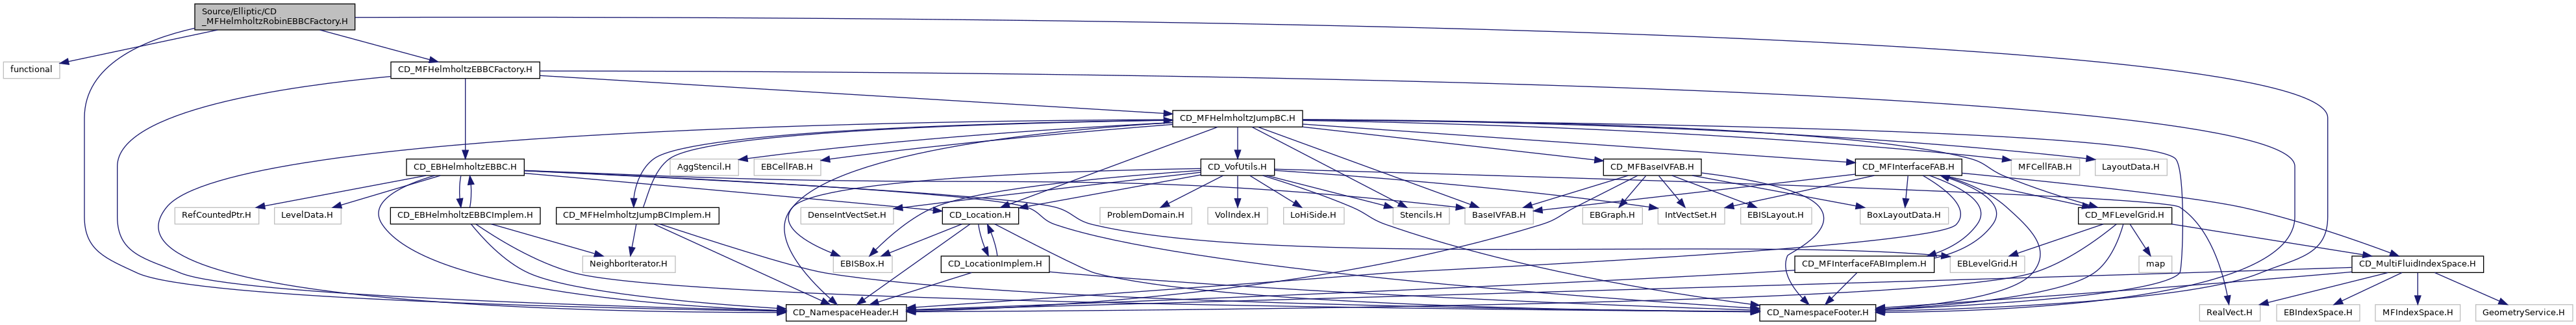 Source/Elliptic/CD
_MFHelmholtzRobinEBBCFactory.H
functional
CD_MFHelmholtzEBBCFactory.H
CD_MFHelmholtzJumpBC.H
CD_EBHelmholtzEBBC.H
AggStencil.H
EBCellFAB.H
CD_VofUtils.H
CD_MFBaseIVFAB.H
CD_MFInterfaceFAB.H
MFCellFAB.H
LayoutData.H
RefCountedPtr.H
LevelData.H
CD_EBHelmholtzEBBCImplem.H
CD_MFHelmholtzJumpBCImplem.H
DenseIntVectSet.H
CD_Location.H
ProblemDomain.H
VolIndex.H
LoHiSide.H
Stencils.H
BaseIVFAB.H
EBGraph.H
IntVectSet.H
EBISLayout.H
BoxLayoutData.H
CD_MFLevelGrid.H
NeighborIterator.H
EBISBox.H
CD_LocationImplem.H
EBLevelGrid.H
CD_MFInterfaceFABImplem.H
map
CD_MultiFluidIndexSpace.H
CD_NamespaceHeader.H
CD_NamespaceFooter.H
RealVect.H
EBIndexSpace.H
MFIndexSpace.H
GeometryService.H